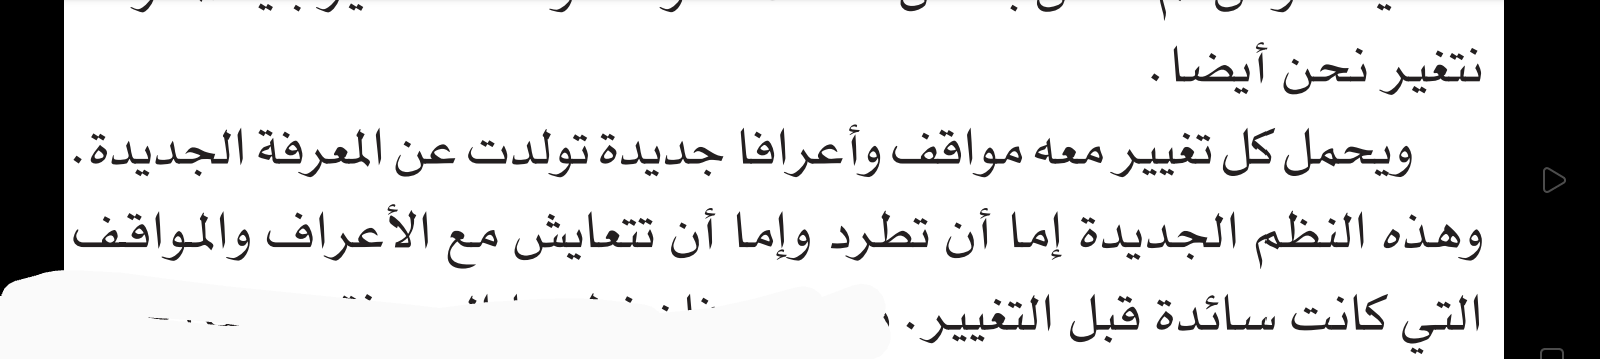 نتغير نحن أيضا.
ويحمل كل تغيير معه مواقف وأعرافا جديدة تولدت عن المعرفة الجديدة.
وهذه النظم الجديدة إما أن تطرد وإما أن تتعايش مع الأعراف والمواقف
التي كانت سائدة قبل التغيير.